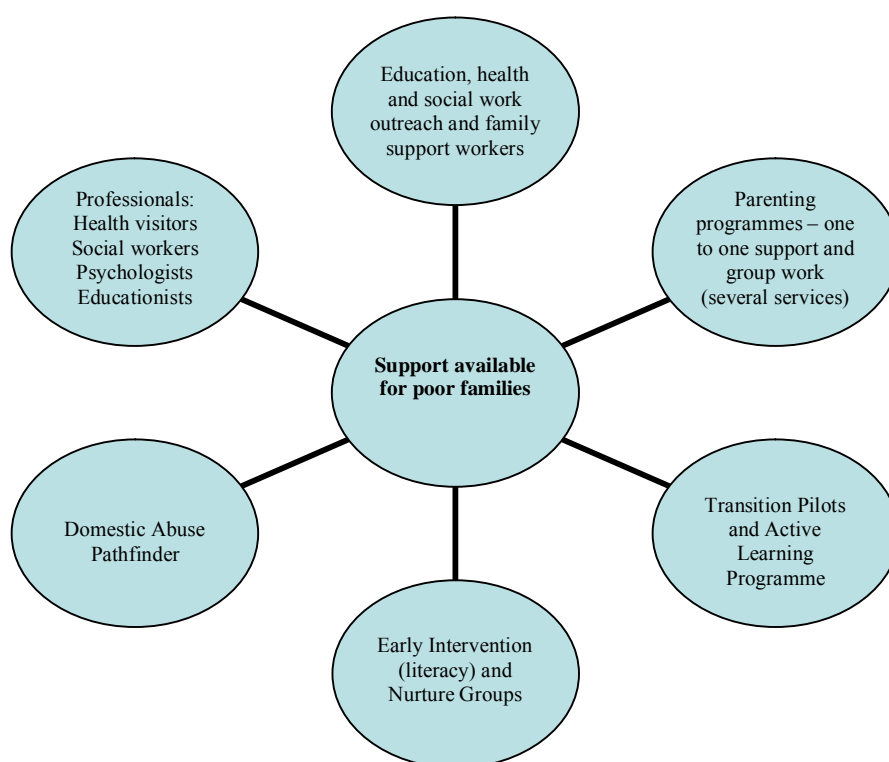 Education, health
and social work
outreach and family
support workers
Professionals:
Health visitors
Social workers
Psychologists
Educationists
Parenting
programmes – one
to one support and
group work
(several services)
Support available
for poor families
Domestic Abuse
Pathfinder
Transition Pilots
and Active
Learning
Programme
Early Intervention
(literacy) and
Nurture Groups